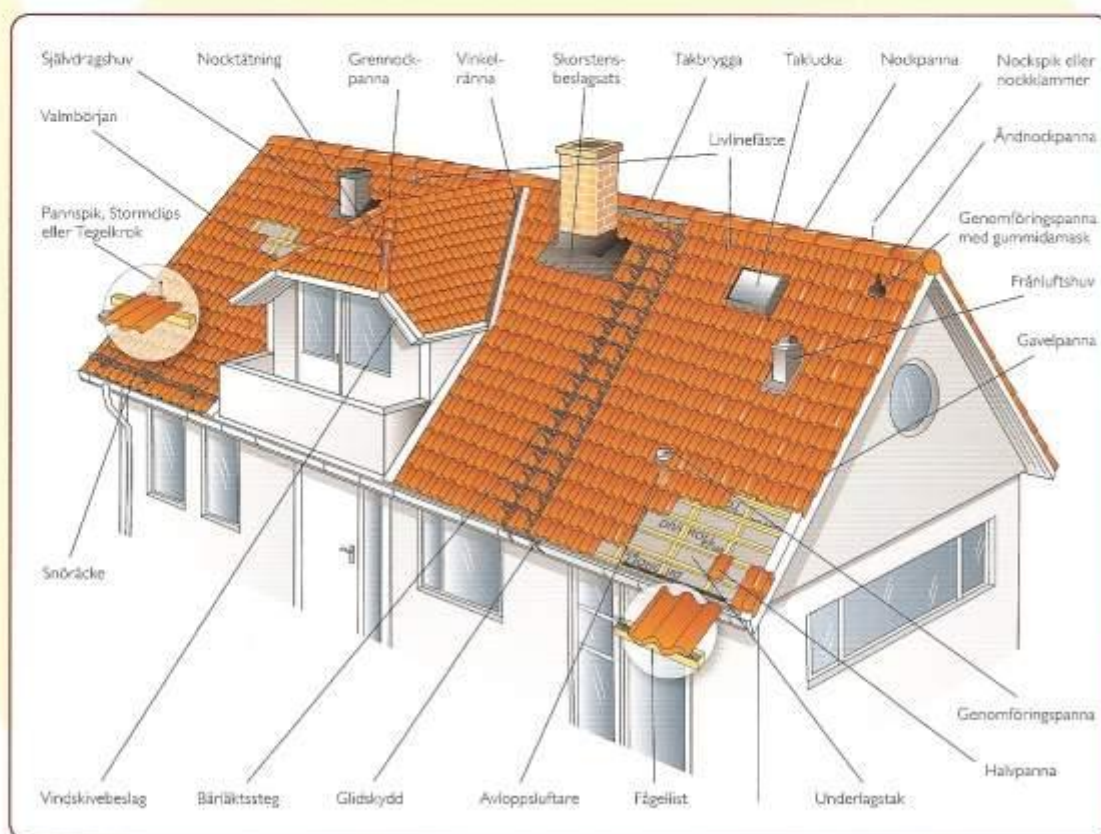 Självdragshuv
Nocktätning
Grennock-
panna
Vinkel-
ränna
Skorstens-
beslagsats
Takbrygga
Taklucka
Nockpanna
Nockspik eller
nockklammer
Valmbörjan
Livlinefäste
Ändnockpanna
Pannspik, Stormclips
eller Tegelkrok
Genomföringspanna
med gummidamask
Frånluftshuv
Gavelpanna
Snöräcke
Genomföringspanna
Halvpanna
Vindskivebeslag
Bärläktssteg
Glidskydd
Avloppsluftare
Fågellist
Underlagstak